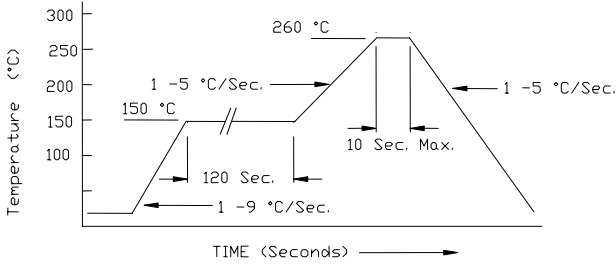 300
260 °C
250
200
1 -5 °C/Sec.
1 -5 °C/Sec.
150 °C
150
10 Sec. Max.
100
120 Sec.
1 -9 °C/Sec.
Temperature (°C)
TIME (Seconds)